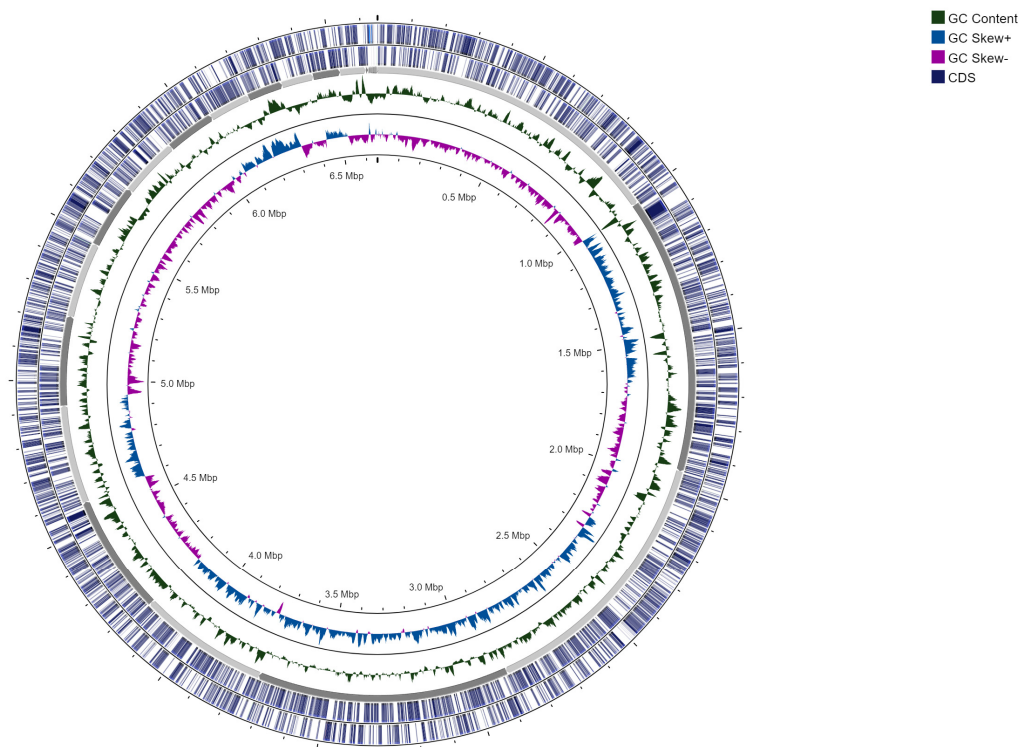 GC Content
GC Skew+
GC Skew-
CDS
6.5 Mbp
0.5 Mbp
6.0 Mbp
1.0 Mbp
5.5 Mbp
1.5 Mbp
5.0 Mbp
2.0 Mbp
4.5 Mbp
2.5 Mbp
4.0 Mbp
3.0 Mbp
3.5 Mbp